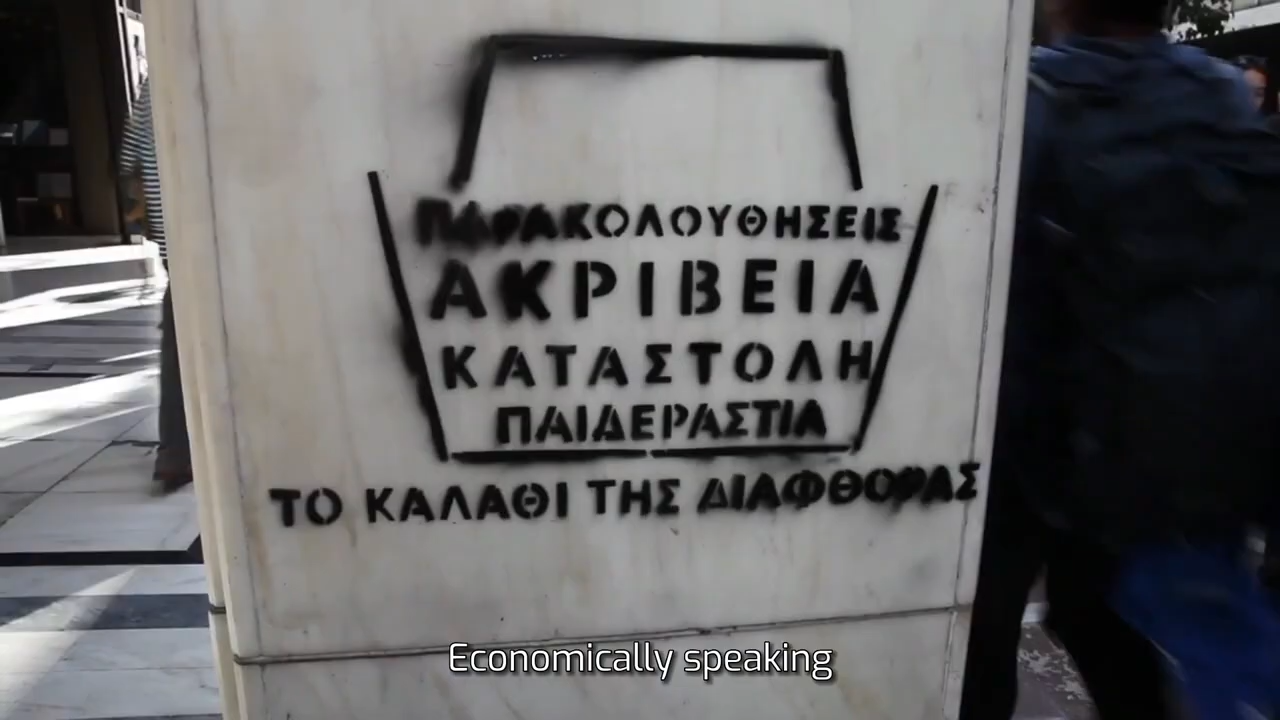 ΠΑΡΑΚΟΛΟΥΘΗΣΕΙΣ
ΑΚΡΙΒΕΙΑ
ΚΑΤΑΣΤΟΛΗ
ΠΑΙΔΕΡΑΣΤΙΑ
ΤΟ ΚΑΛΑΘΙ ΤΗΣ ΔΙΑΦΘΟΡΑΣ
Economically speaking